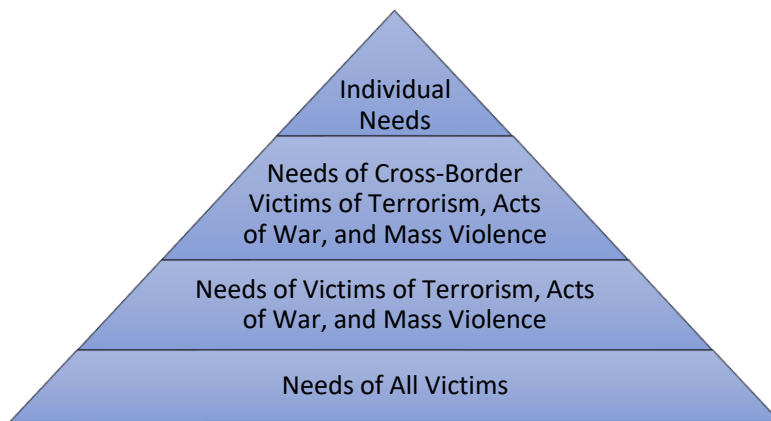 Individual
Needs
Needs of Cross-Border
Victims of Terrorism, Acts
of War, and Mass Violence
Needs of Victims of Terrorism, Acts
of War, and Mass Violence
Needs of All Victims